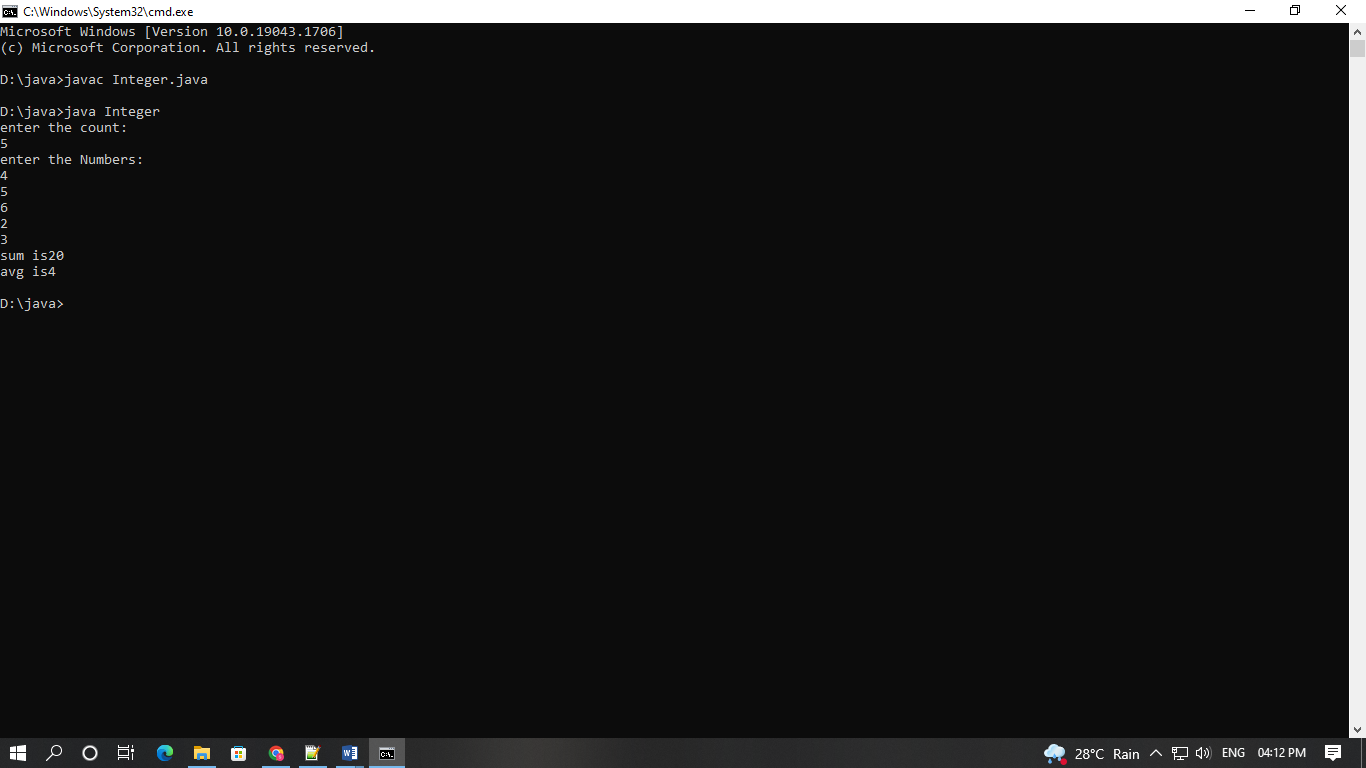 C:\Windows\System32\cmd.exe
Microsoft Windows [Version 10.0.19043.1706]
(c) Microsoft Corporation. All rights reserved.
D:\java>javac Integer.java
D:\java>java Integer
enter the count:
5
enter the Numbers:
4
5
6
2
3
sum is20
avg is4
D:\java>
28°C Rain ENG 04:12 PM